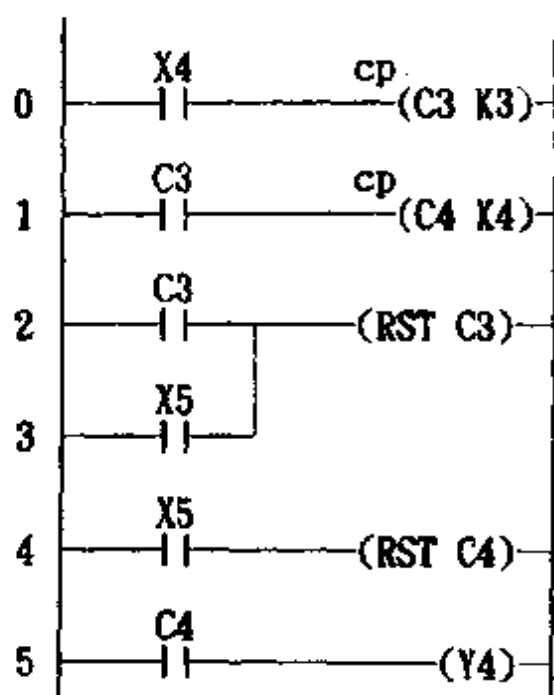 X4 cp
0 (C3 K3)
C3 cp
1 (C4 K4)
C3
2 (RST C3)
X5
3
X5
4 (RST C4)
C4
5 (Y4)